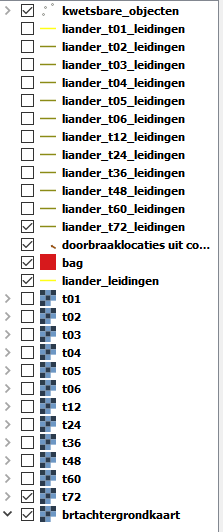 kwetsbare_objecten
liander_t01_leidingen
liander_t02_leidingen
liander_t03_leidingen
liander_t04_leidingen
liander_t05_leidingen
liander_t06_leidingen
liander_t12_leidingen
liander_t24_leidingen
liander_t36_leidingen
liander_t48_leidingen
liander_t60_leidingen
liander_t72_leidingen
doorbraaklocaties uit co...
bag
liander_leidingen
t01
t02
t03
t04
t05
t06
t12
t24
t36
t48
t60
t72
brtachtergrondkaart